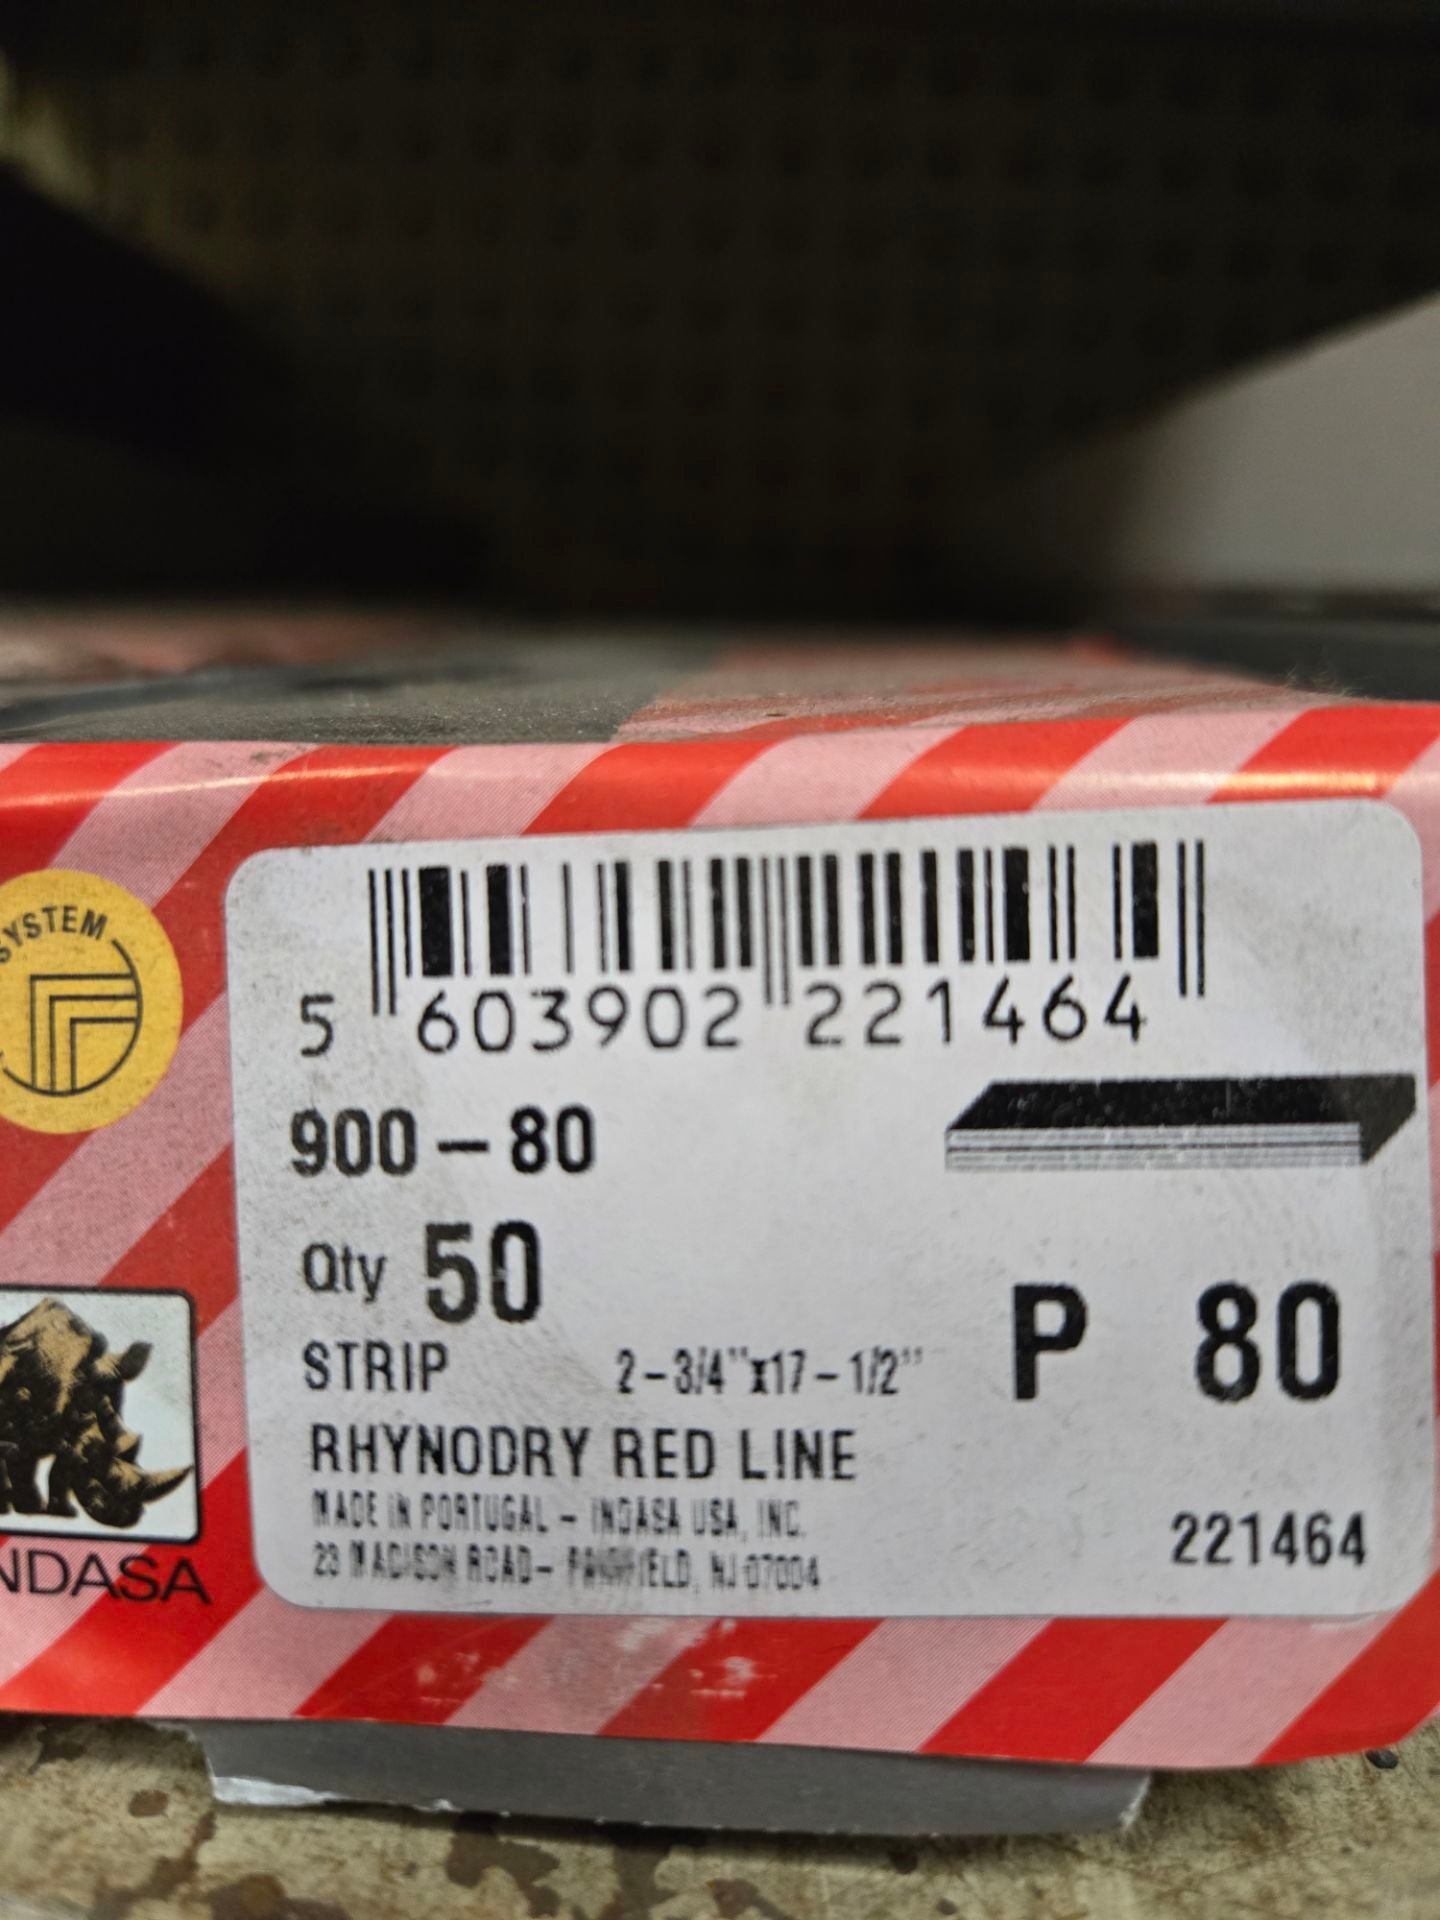 SYSTEM
5 603902 221464
900-80
Qty 50
STRIP 2-3/4"x17-1/2"
P 80
RHYNODRY RED LINE
MADE IN PORTUGAL - INDASA USA, INC.
23 MADISON ROAD- FAIRFIELD, NJ 07004
221464
NDASA